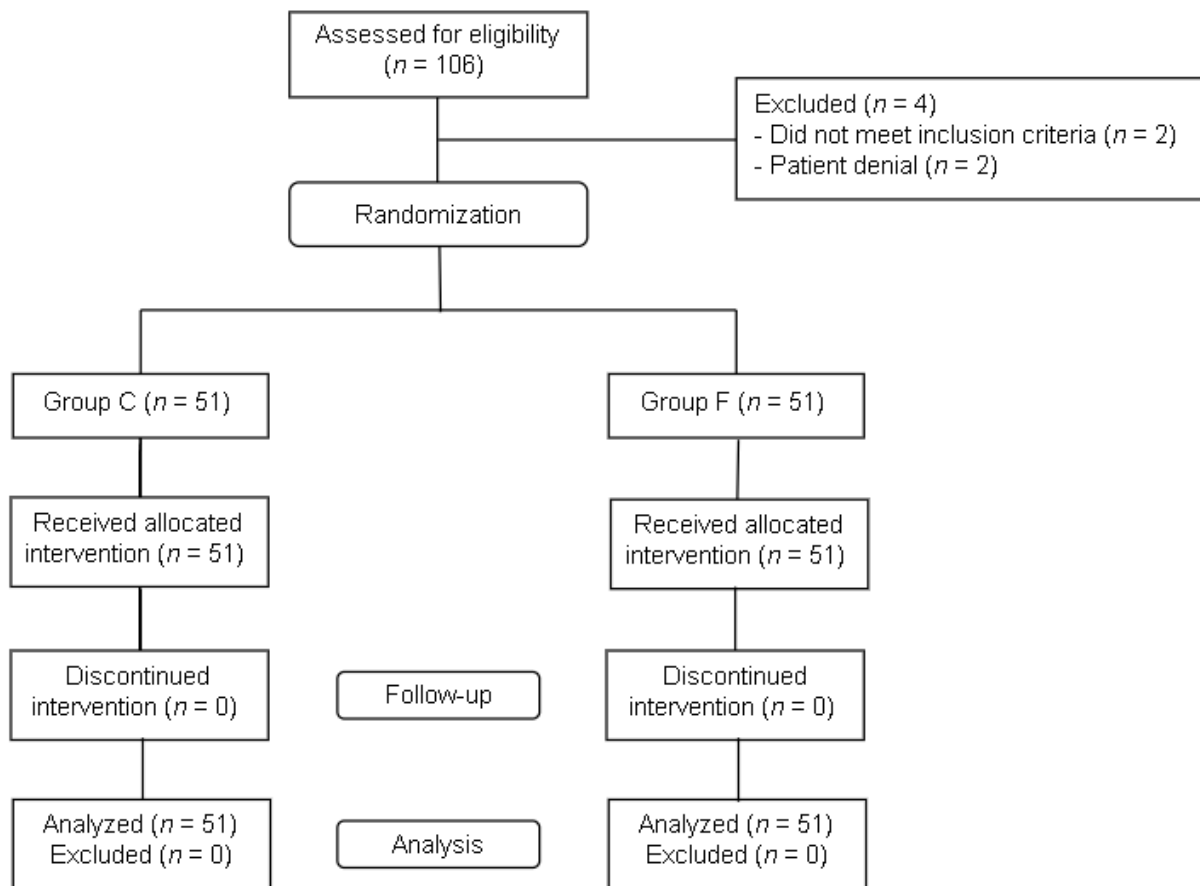 Assessed for eligibility
(n = 106)
Excluded (n = 4)
- Did not meet inclusion criteria (n = 2)
- Patient denial (n = 2)
Randomization
Group C (n = 51)
Group F (n = 51)
Received allocated
intervention (n = 51)
Received allocated
intervention (n = 51)
Discontinued
intervention (n = 0)
Follow-up
Discontinued
intervention (n = 0)
Analyzed (n = 51)
Excluded (n = 0)
Analysis
Analyzed (n = 51)
Excluded (n = 0)